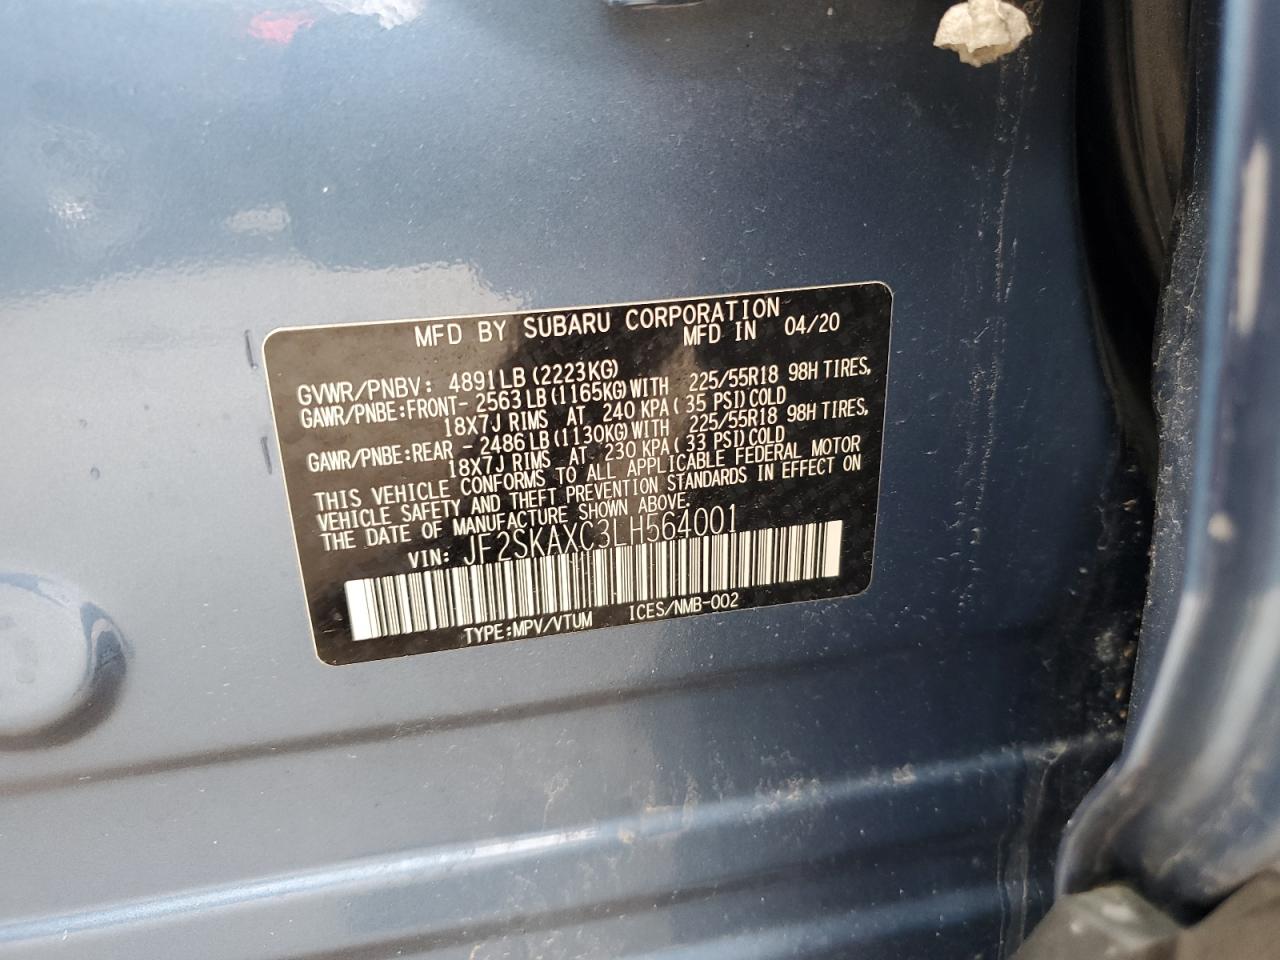 MFD BY SUBARU CORPORATION
MFD IN 04/20
GVWR/PNBV: 4891LB(2223KG)
GAWR/PNBE:FRONT- 2563LB(1165KG)WITH 225/55R18 98H TIRES,
18X7J RIMS AT 240 KPA( 35 PSI)COLD
GAWR/PNBE:REAR - 2486LB(1130KG)WITH 225/55R18 98H TIRES,
18X7J RIMS AT 230 KPA( 33 PSI)COLD
THIS VEHICLE CONFORMS TO ALL APPLICABLE FEDERAL MOTOR
VEHICLE SAFETY AND THEFT PREVENTION STANDARDS IN EFFECT ON
THE DATE OF MANUFACTURE SHOWN ABOVE.
VIN: JF2SKAXC3LH564001
TYPE:MPV/VTUM ICES/NMB-002